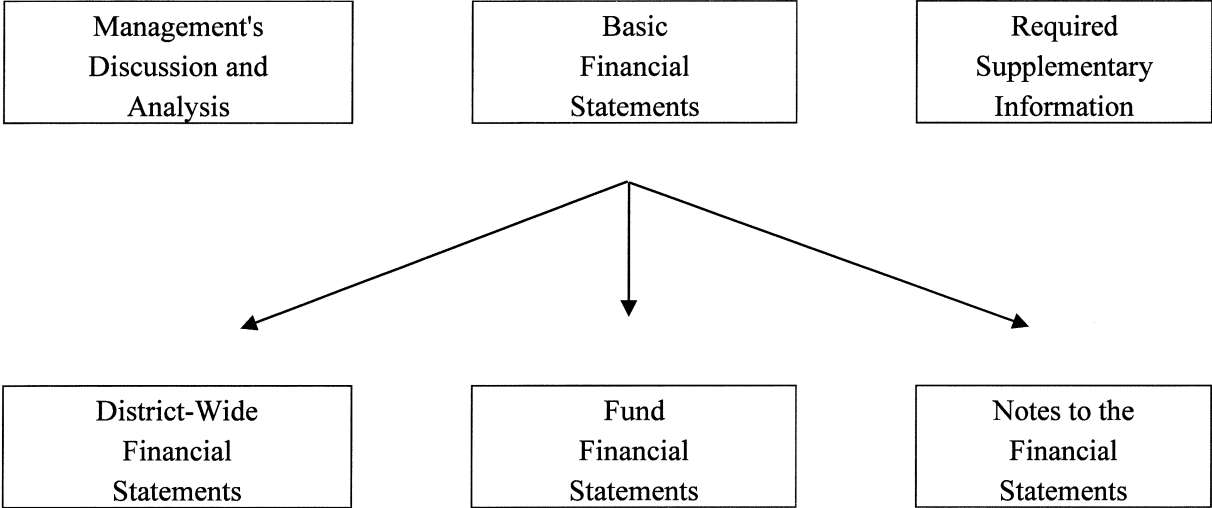 Management's
Discussion and
Analysis
Basic
Financial
Statements
Required
Supplementary
Information
District-Wide
Financial
Statements
Fund
Financial
Statements
Notes to the
Financial
Statements